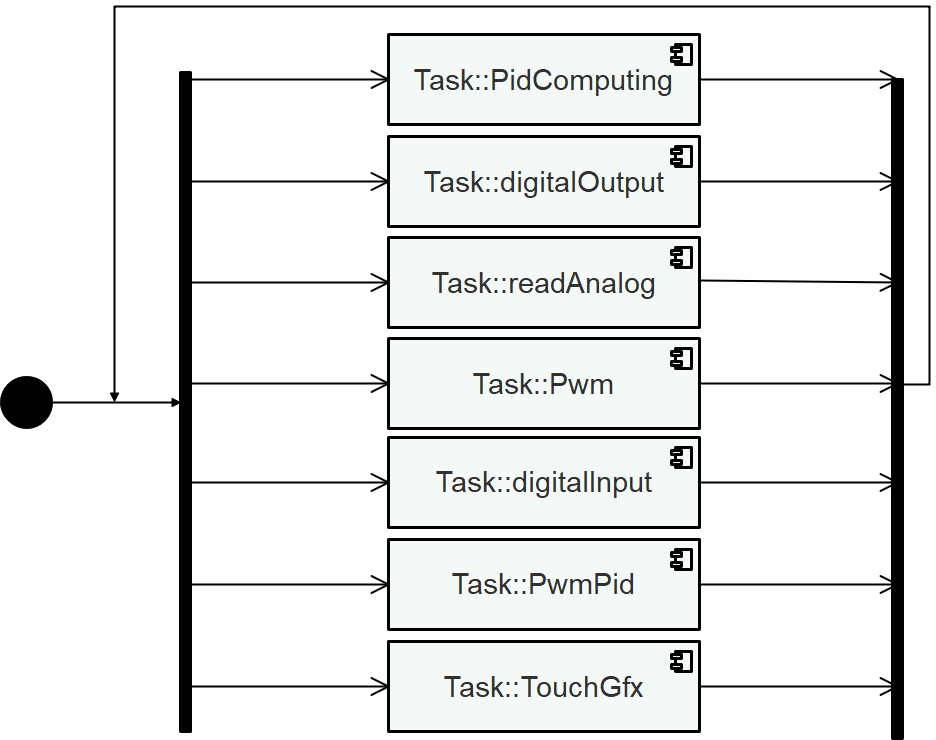 Task::PidComputing
Task::digitalOutput
Task::readAnalog
Task::Pwm
Task::digitalInput
Task::PwmPid
Task::TouchGfx